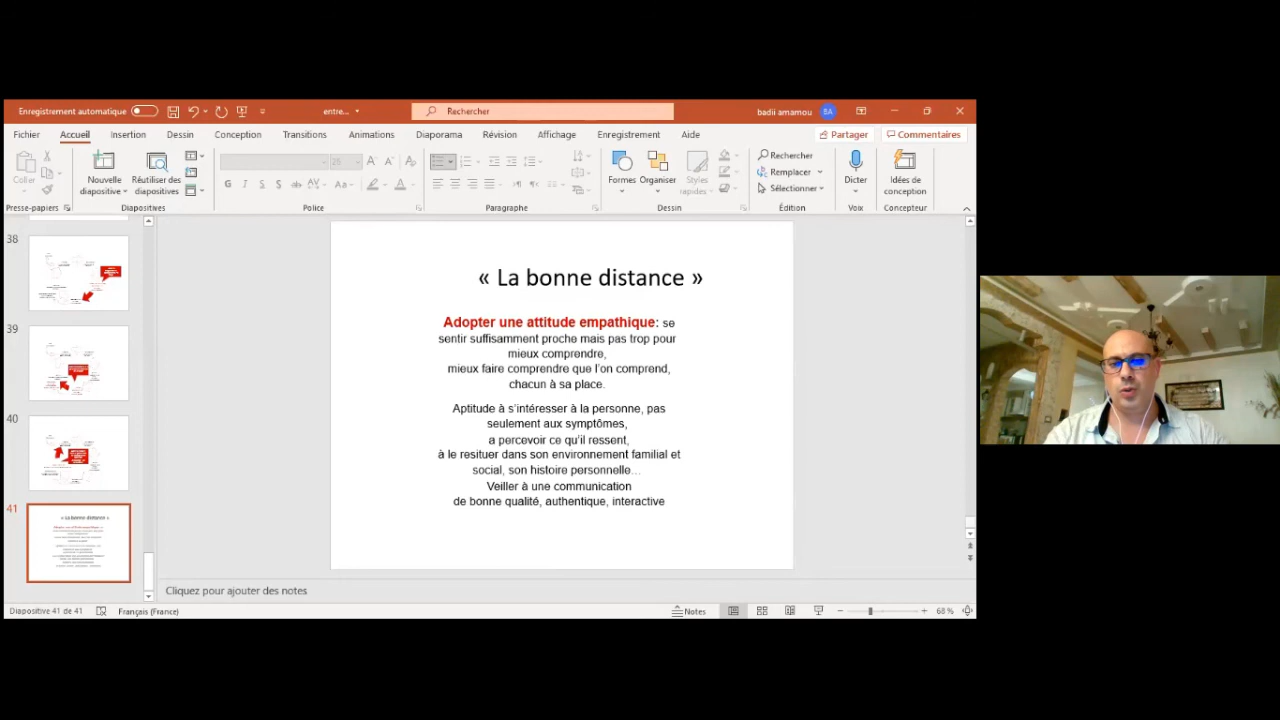 Enregistrement automatique
entre...
Rechercher
badii amamou
BA
Fichier
Accueil
Insertion
Dessin
Conception
Transitions
Animations
Diaporama
Révision
Affichage
Enregistrement
Aide
Partager
Commentaires
Coller
Nouvelle
diapositive
Réutiliser des
diapositives
Formes
Organiser
Styles
rapides
Rechercher
Remplacer
Sélectionner
Dicter
Idées de
conception
Presse-papiers
Diapositives
Police
Paragraphe
Dessin
Édition
Voix
Concepteur
38
39
40
41
« La bonne distance »
Adopter une attitude empathique: se
sentir suffisamment proche mais pas trop pour
mieux comprendre,
mieux faire comprendre que l'on comprend,
chacun à sa place.
Aptitude à s'intéresser à la personne, pas
seulement aux symptômes,
a percevoir ce qu'il ressent,
à le resituer dans son environnement familial et
social, son histoire personnelle...
Veiller à une communication
de bonne qualité, authentique, interactive
Cliquez pour ajouter des notes
Diapositive 41 de 41
Français (France)
Notes
68 %